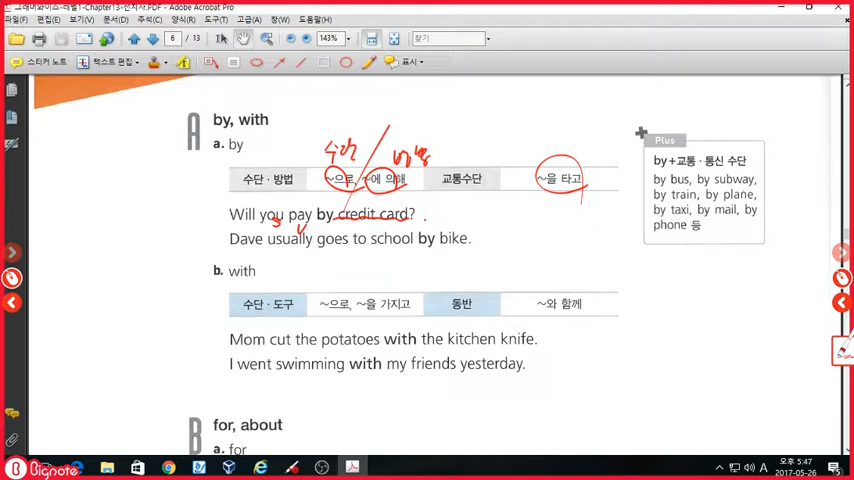 그래머와이즈-레벨1-Chapter13-전치사.PDF - Adobe Acrobat Pro
파일(F) 편집(E) 보기(V) 문서(D) 주석(C) 양식(R) 도구(T) 고급(A) 창(W) 도움말(H)
6 / 13 143% 찾기
스티커 노트 텍스트 편집 표시
A
by, with
a. by
수단
수단·방법 ~으로, ~에 의해 교통수단 ~을 타고
Will you pay by credit card?
s v
Dave usually goes to school by bike.
b. with
수단·도구 ~으로, ~을 가지고 동반 ~와 함께
Mom cut the potatoes with the kitchen knife.
I went swimming with my friends yesterday.
B
for, about
a. for
Plus
by+교통·통신 수단
by bus, by subway,
by train, by plane,
by taxi, by mail, by
phone 등
Bignote
A 오후 5:47
2017-05-26